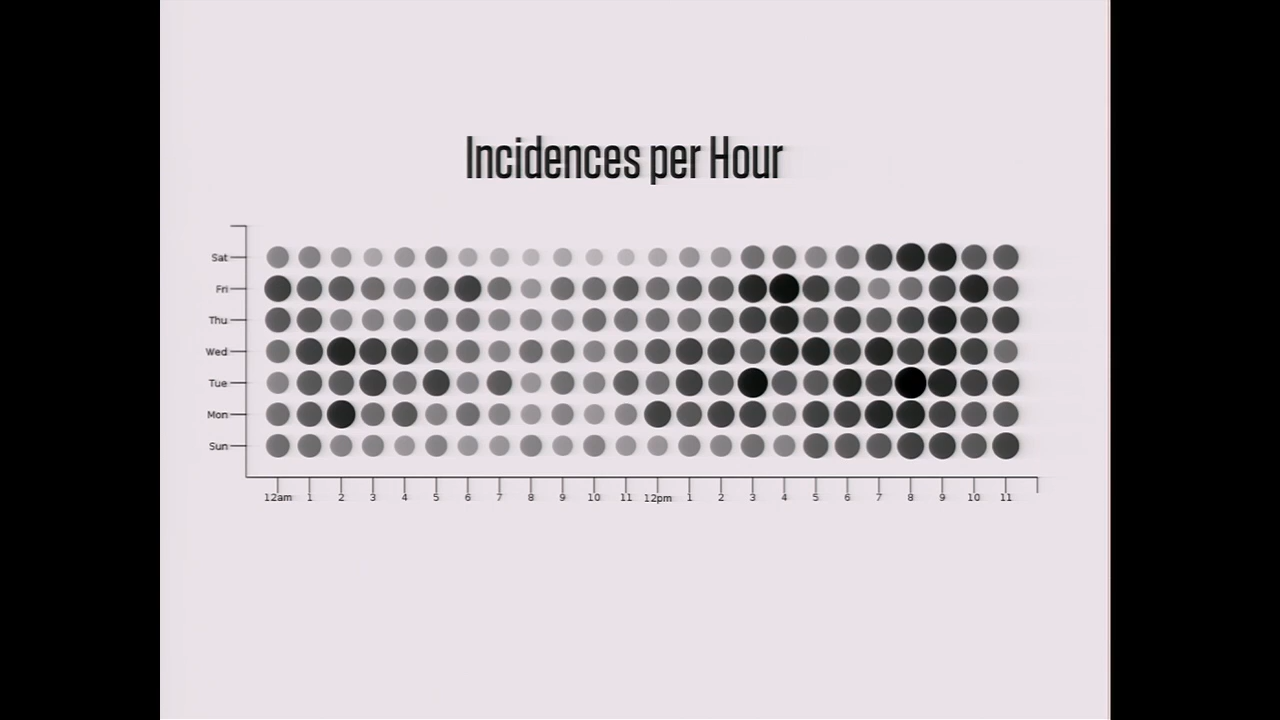 Incidences per Hour
Sat
Fri
Thu
Wed
Tue
Mon
Sun
12am 1 2 3 4 5 6 7 8 9 10 11 12pm 1 2 3 4 5 6 7 8 9 10 11